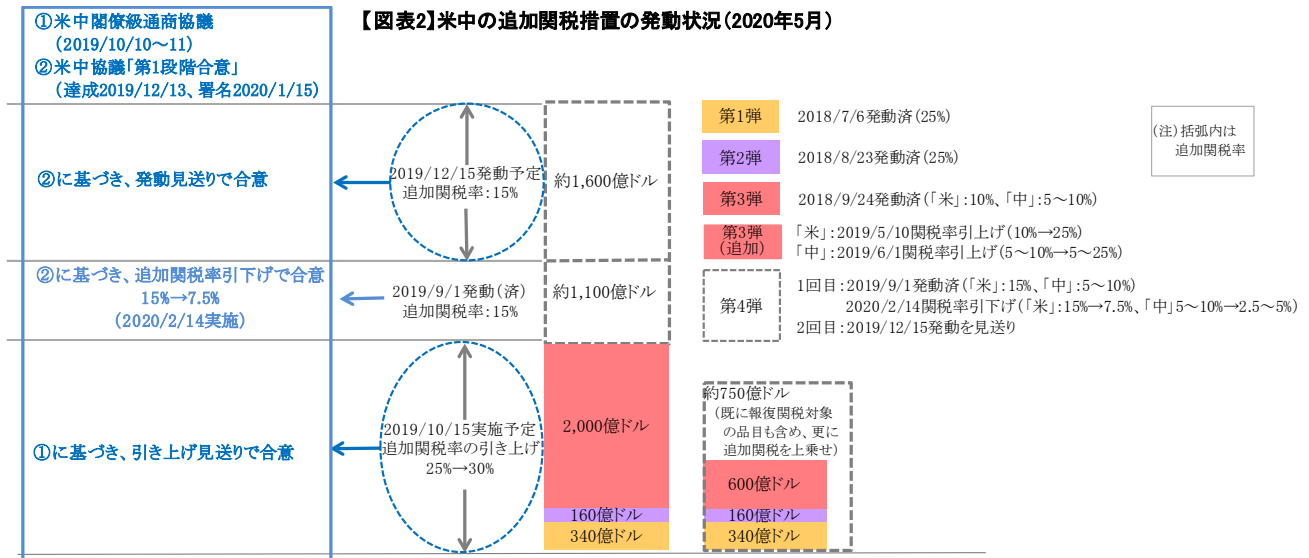 【図表2】米中の追加関税措置の発動状況(2020年5月)
①米中閣僚級通商協議
(2019/10/10～11)
②米中協議「第1段階合意」
(達成2019/12/13、署名2020/1/15)
②に基づき、発動見送りで合意
2019/12/15発動予定
追加関税率:15%
約1,600億ドル
②に基づき、追加関税率引下げで合意
15%→7.5%
(2020/2/14実施)
2019/9/1発動(済)
追加関税率:15%
約1,100億ドル
①に基づき、引き上げ見送りで合意
2019/10/15実施予定
追加関税率の引き上げ
25%→30%
2,000億ドル
160億ドル
340億ドル
第1弾
2018/7/6発動済(25%)
第2弾
2018/8/23発動済(25%)
第3弾
2018/9/24発動済(「米」:10%、「中」:5～10%)
第3弾
(追加)
「米」:2019/5/10関税率引上げ(10%→25%)
「中」:2019/6/1関税率引上げ(5～10%→5～25%)
第4弾
1回目:2019/9/1発動済(「米」:15%、「中」:5～10%)
2020/2/14関税率引下げ(「米」:15%→7.5%、「中」5～10%→2.5～5%)
2回目:2019/12/15発動を見送り
(注)括弧内は
追加関税率
約750億ドル
(既に報復関税対象
の品目も含め、更に
追加関税を上乗せ)
600億ドル
160億ドル
340億ドル